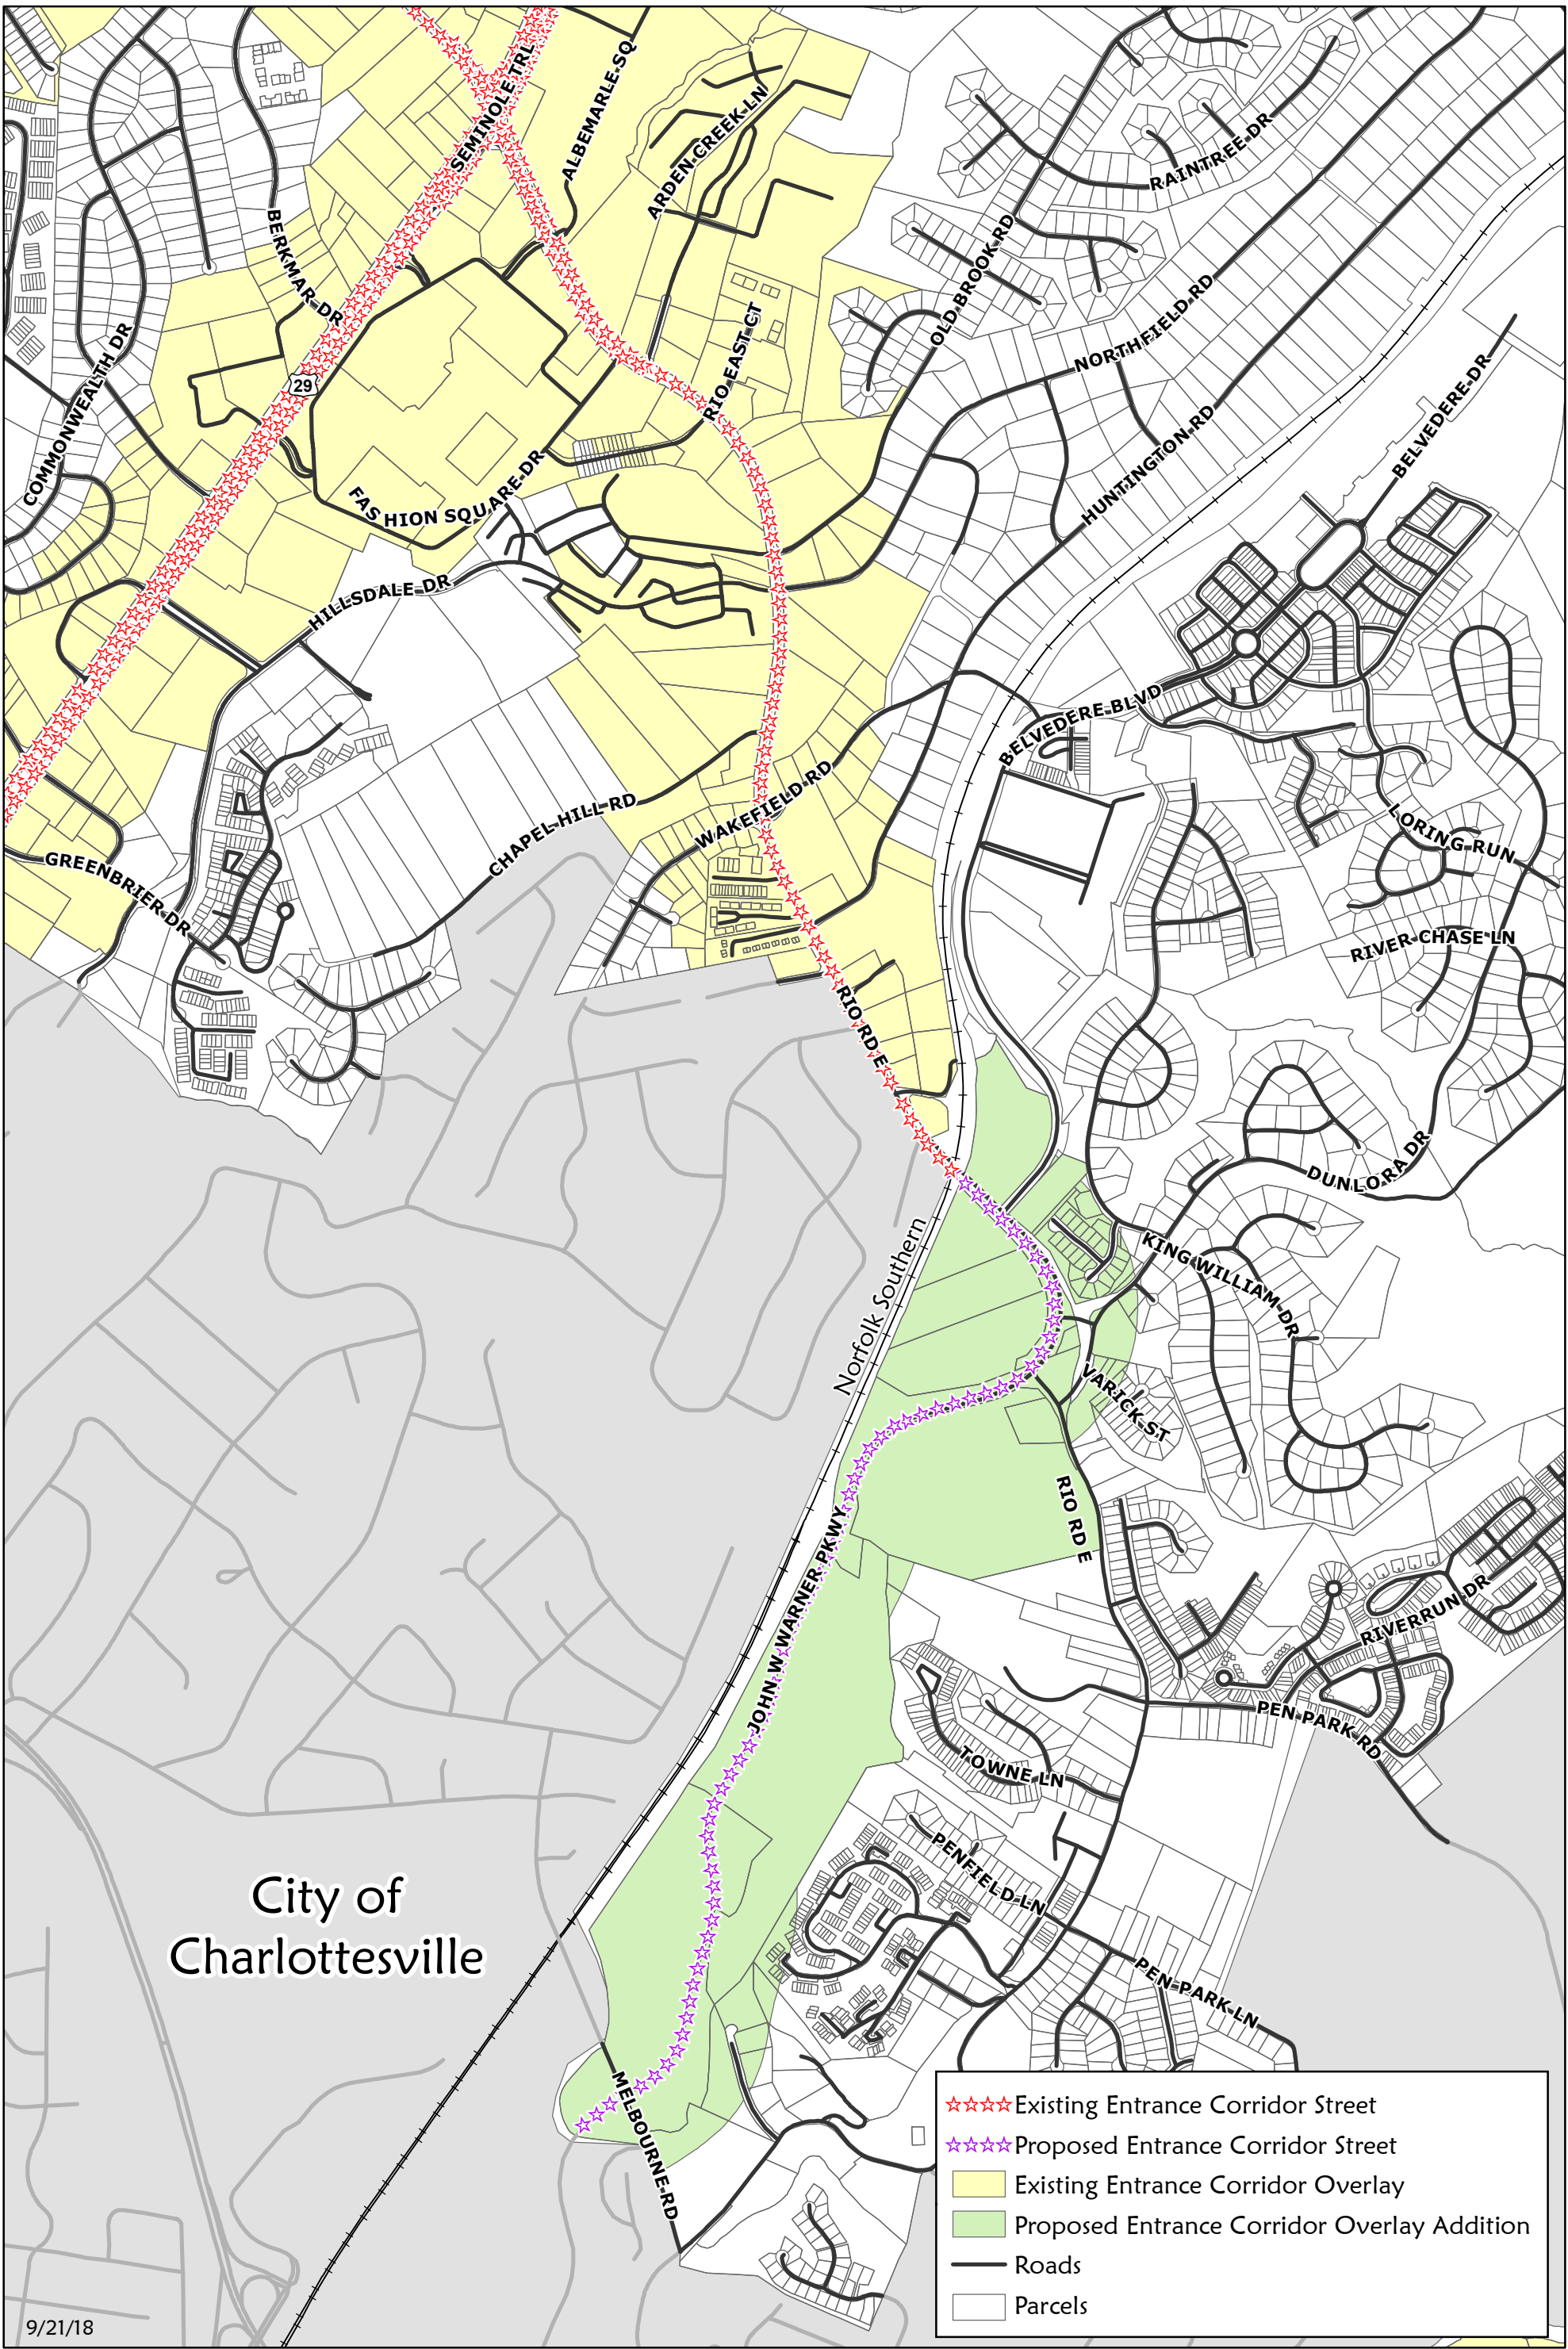 SEMINOLE TRL
ALBEMARLE SQ
ARDEN CREEK LN
RAINTREE DR
BERKMAR DR
OLD BROOK RD
NORTHFIELD RD
COMMONWEALTH DR
29
RIO EAST CT
BELVEDERE DR
HUNTINGTON RD
FASHION SQUARE DR
HILLSDALE DR
BELVEDERE BLVD
WAKEFIELD RD
CHAPEL HILL RD
LORING RUN
GREENBRIER DR
RIVER CHASE LN
RIO RD E
DUNLORA DR
KING WILLIAM DR
Norfolk Southern
VARICK ST
RIO RD E
JOHN W WARNER PKWY
RIVERRUN DR
PEN PARK RD
TOWNE LN
PENFIELD LN
City of
Charlottesville
PEN PARK LN
MELBOURNE RD
Existing Entrance Corridor Street
Proposed Entrance Corridor Street
Existing Entrance Corridor Overlay
Proposed Entrance Corridor Overlay Addition
Roads
Parcels
9/21/18